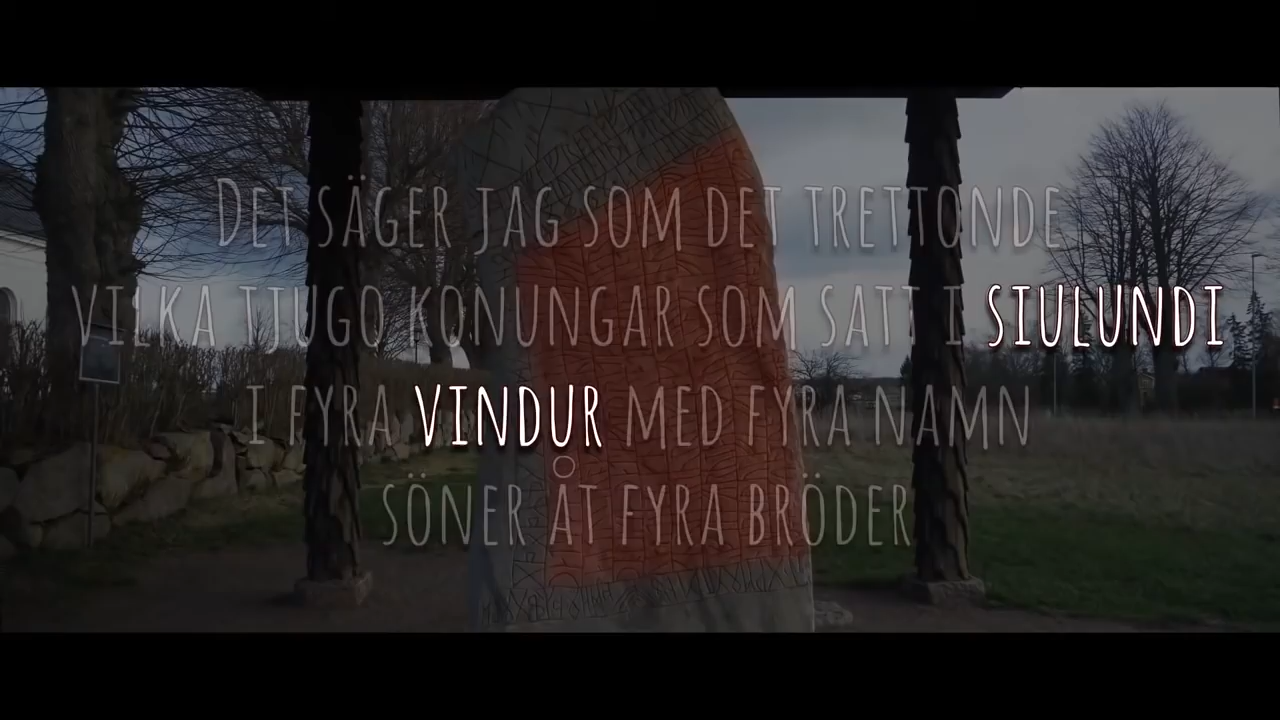 Det säger jag som det trettonde
vilka tjugo konungar som satt i siulundi
i fyra vindur med fyra namn
söner åt fyra bröder